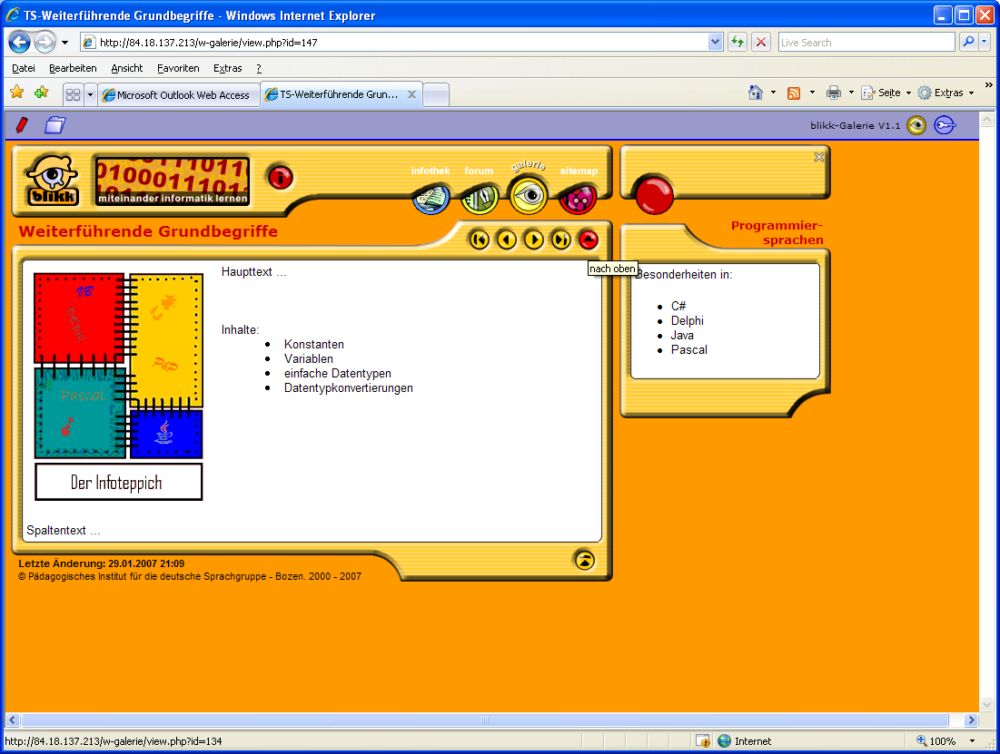 TS-Weiterführende Grundbegriffe - Windows Internet Explorer
http://84.18.137.213/w-galerie/view.php?id=147
Live Search
Datei Bearbeiten Ansicht Favoriten Extras ?
Microsoft Outlook Web Access
TS-Weiterführende Grun...
Seite
Extras
»
blikk-Galerie V1.1
blikk
miteinander informatik lernen
infothek
forum
galerie
sitemap
Weiterführende Grundbegriffe
nach oben
VB
Pascal
PHP
Der Infoteppich
Spaltentext ...
Haupttext ...
Inhalte:
Konstanten
Variablen
einfache Datentypen
Datentypkonvertierungen
Programmier-
sprachen
Besonderheiten in:
C#
Delphi
Java
Pascal
Letzte Änderung: 29.01.2007 21:09
© Pädagogisches Institut für die deutsche Sprachgruppe - Bozen. 2000 - 2007
http://84.18.137.213/w-galerie/view.php?id=134
Internet
100%